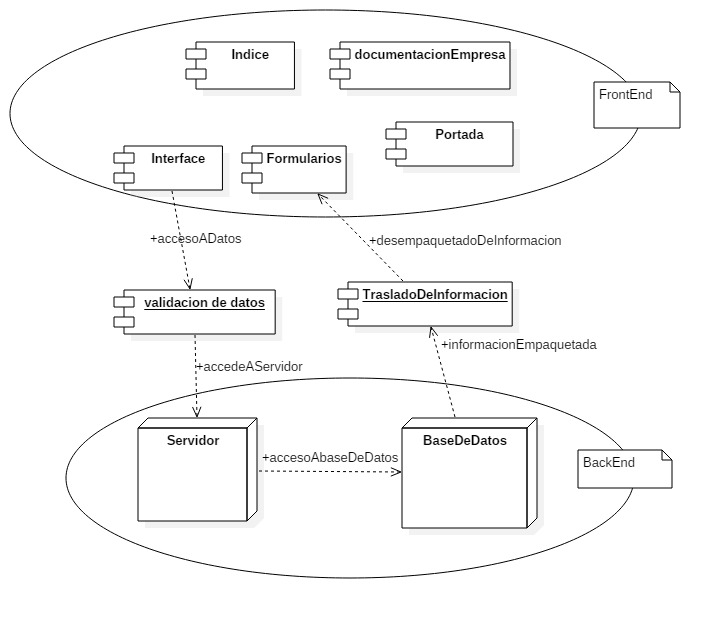 Indice
documentacionEmpresa
FrontEnd
Portada
Interface
Formularios
+accesoADatos
+desempaquetadoDeInformacion
validacion de datos
TrasladoDeInformacion
+informacionEmpaquetada
+accedeAServidor
Servidor
BaseDeDatos
+accesoAbaseDeDatos
BackEnd